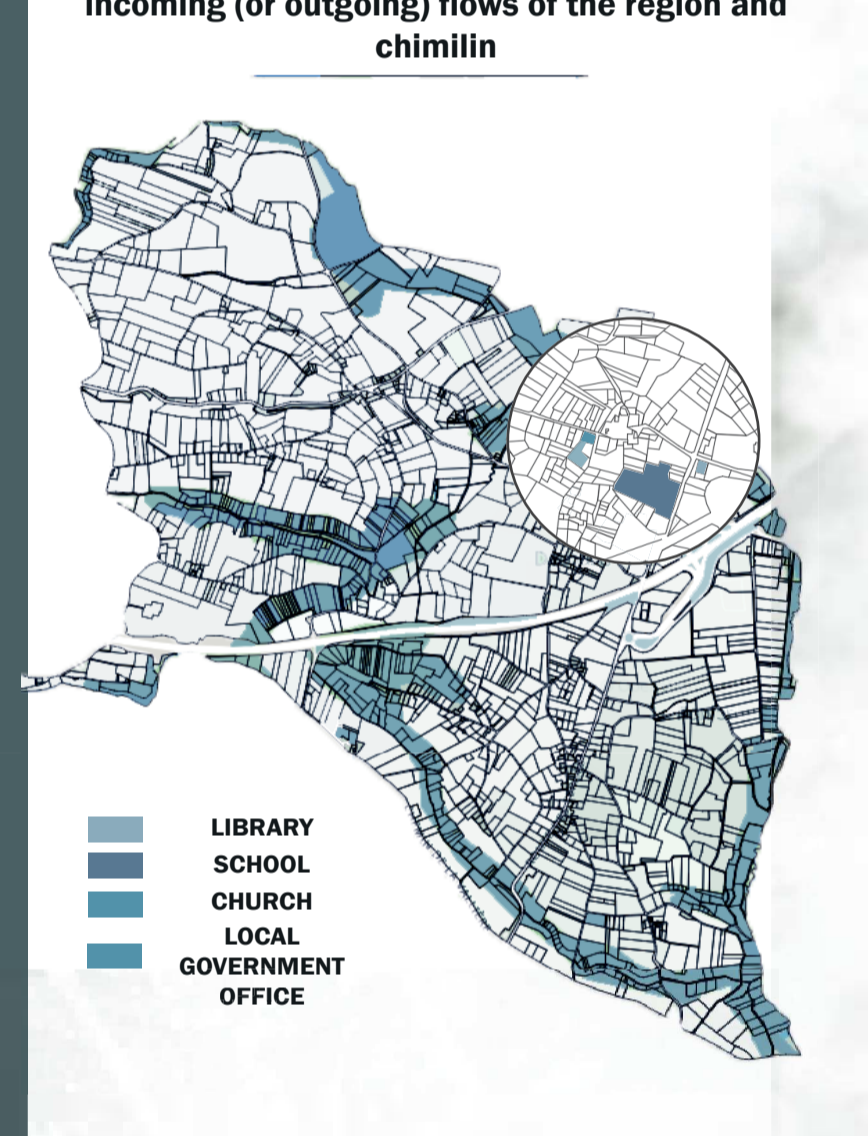 incoming (or outgoing) flows of the region and
chimilin
LIBRARY
SCHOOL
CHURCH
LOCAL
GOVERNMENT
OFFICE